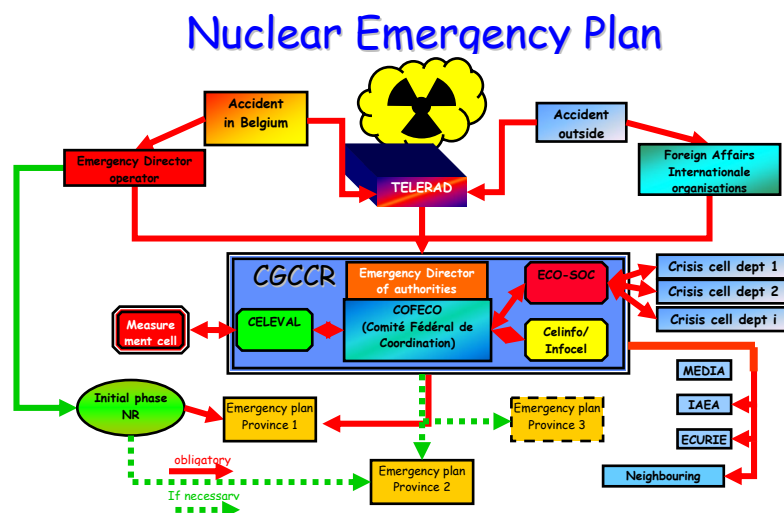 Nuclear Emergency Plan
Accident
in Belgium
Accident
outside
Emergency Director
operator
TELERAD
Foreign Affairs
Internationale
organisations
CGCCR
Emergency Director
of authorities
ECO-SOC
Crisis cell dept 1
Crisis cell dept 2
Crisis cell dept i
Measure
ment cell
CELEVAL
COFECO
(Comité Fédéral de
Coordination)
Celinfo/
Infocel
MEDIA
Initial phase
NR
Emergency plan
Province 1
Emergency plan
Province 3
IAEA
ECURIE
obligatory
Emergency plan
Province 2
Neighbouring
If necessary